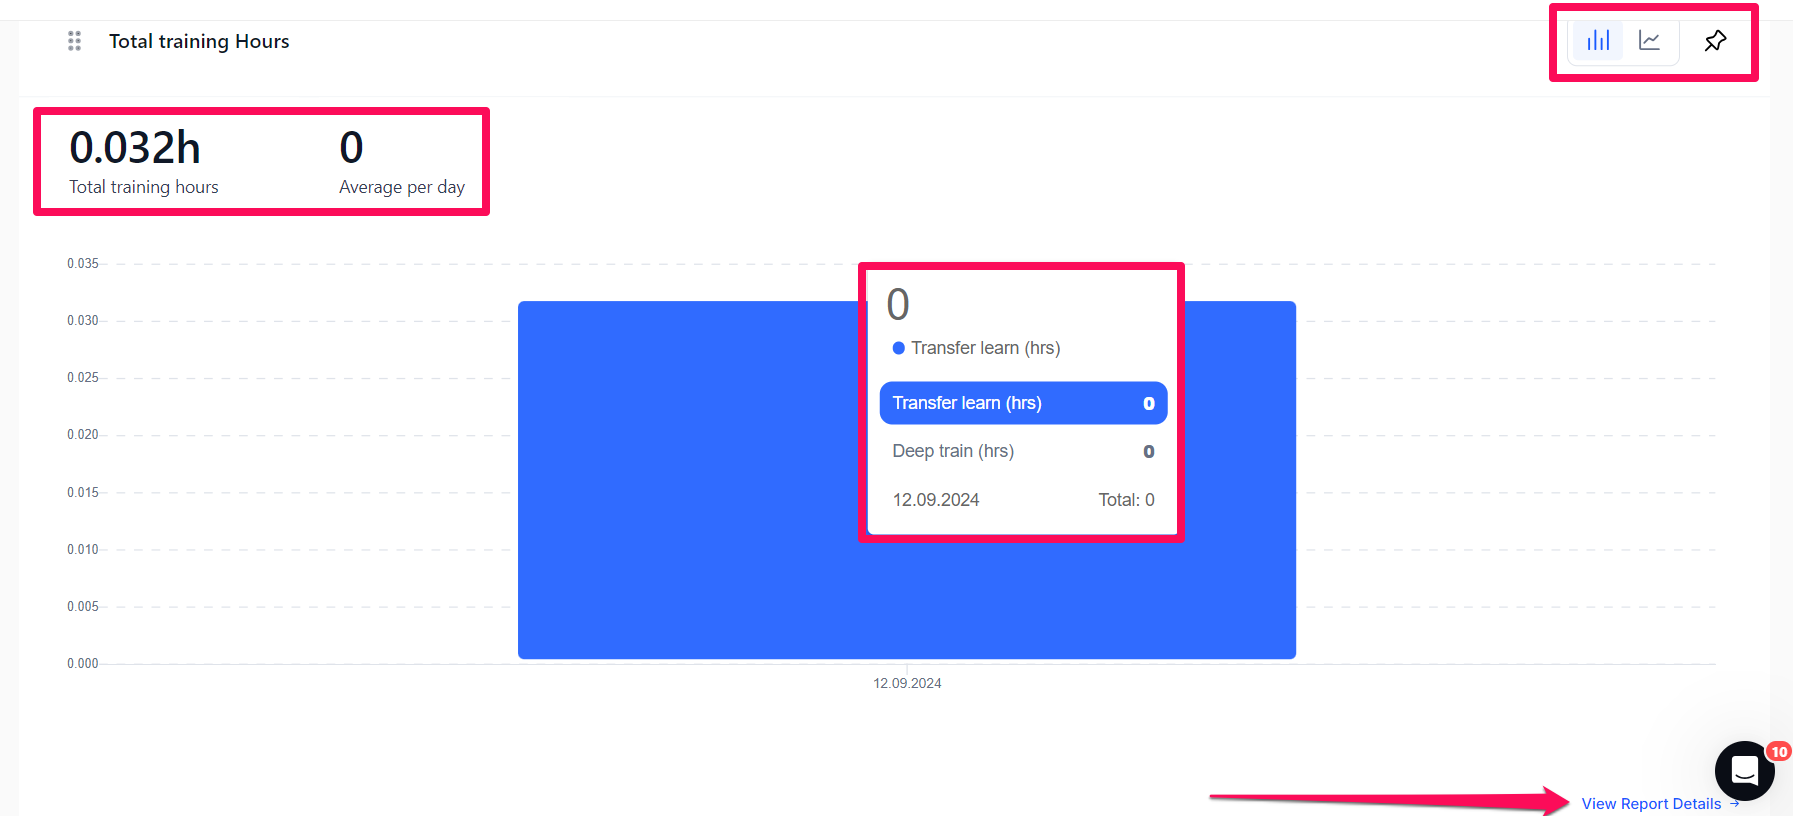 Total training Hours
0.032h
0
Total training hours
Average per day
0.035
0.030
0.025
0.020
0.015
0.010
0.005
0.000
0
Transfer learn (hrs)
Transfer learn (hrs) 0
Deep train (hrs) 0
12.09.2024 Total: 0
12.09.2024
10
View Report Details →